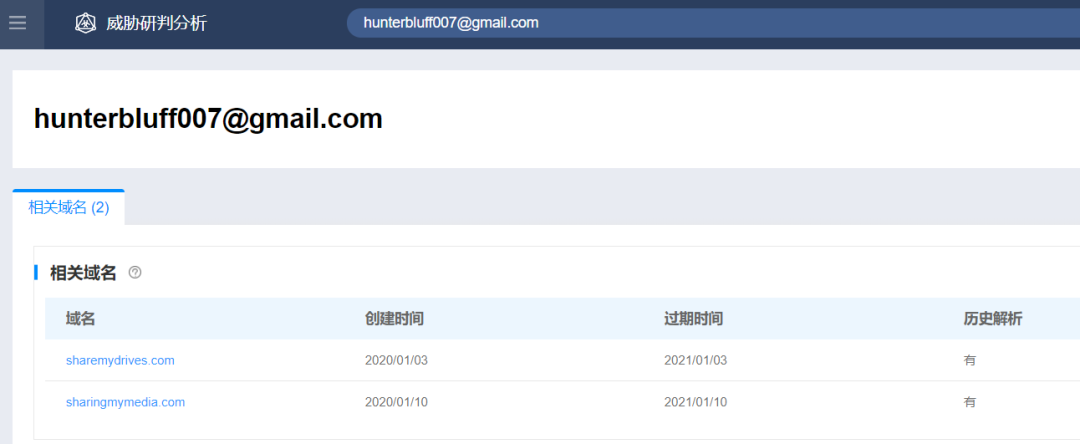 威胁研判分析 hunterbluff007@gmail.com
hunterbluff007@gmail.com
相关域名 (2)
相关域名
域名 创建时间 过期时间 历史解析
sharemydrives.com 2020/01/03 2021/01/03 有
sharingmymedia.com 2020/01/10 2021/01/10 有